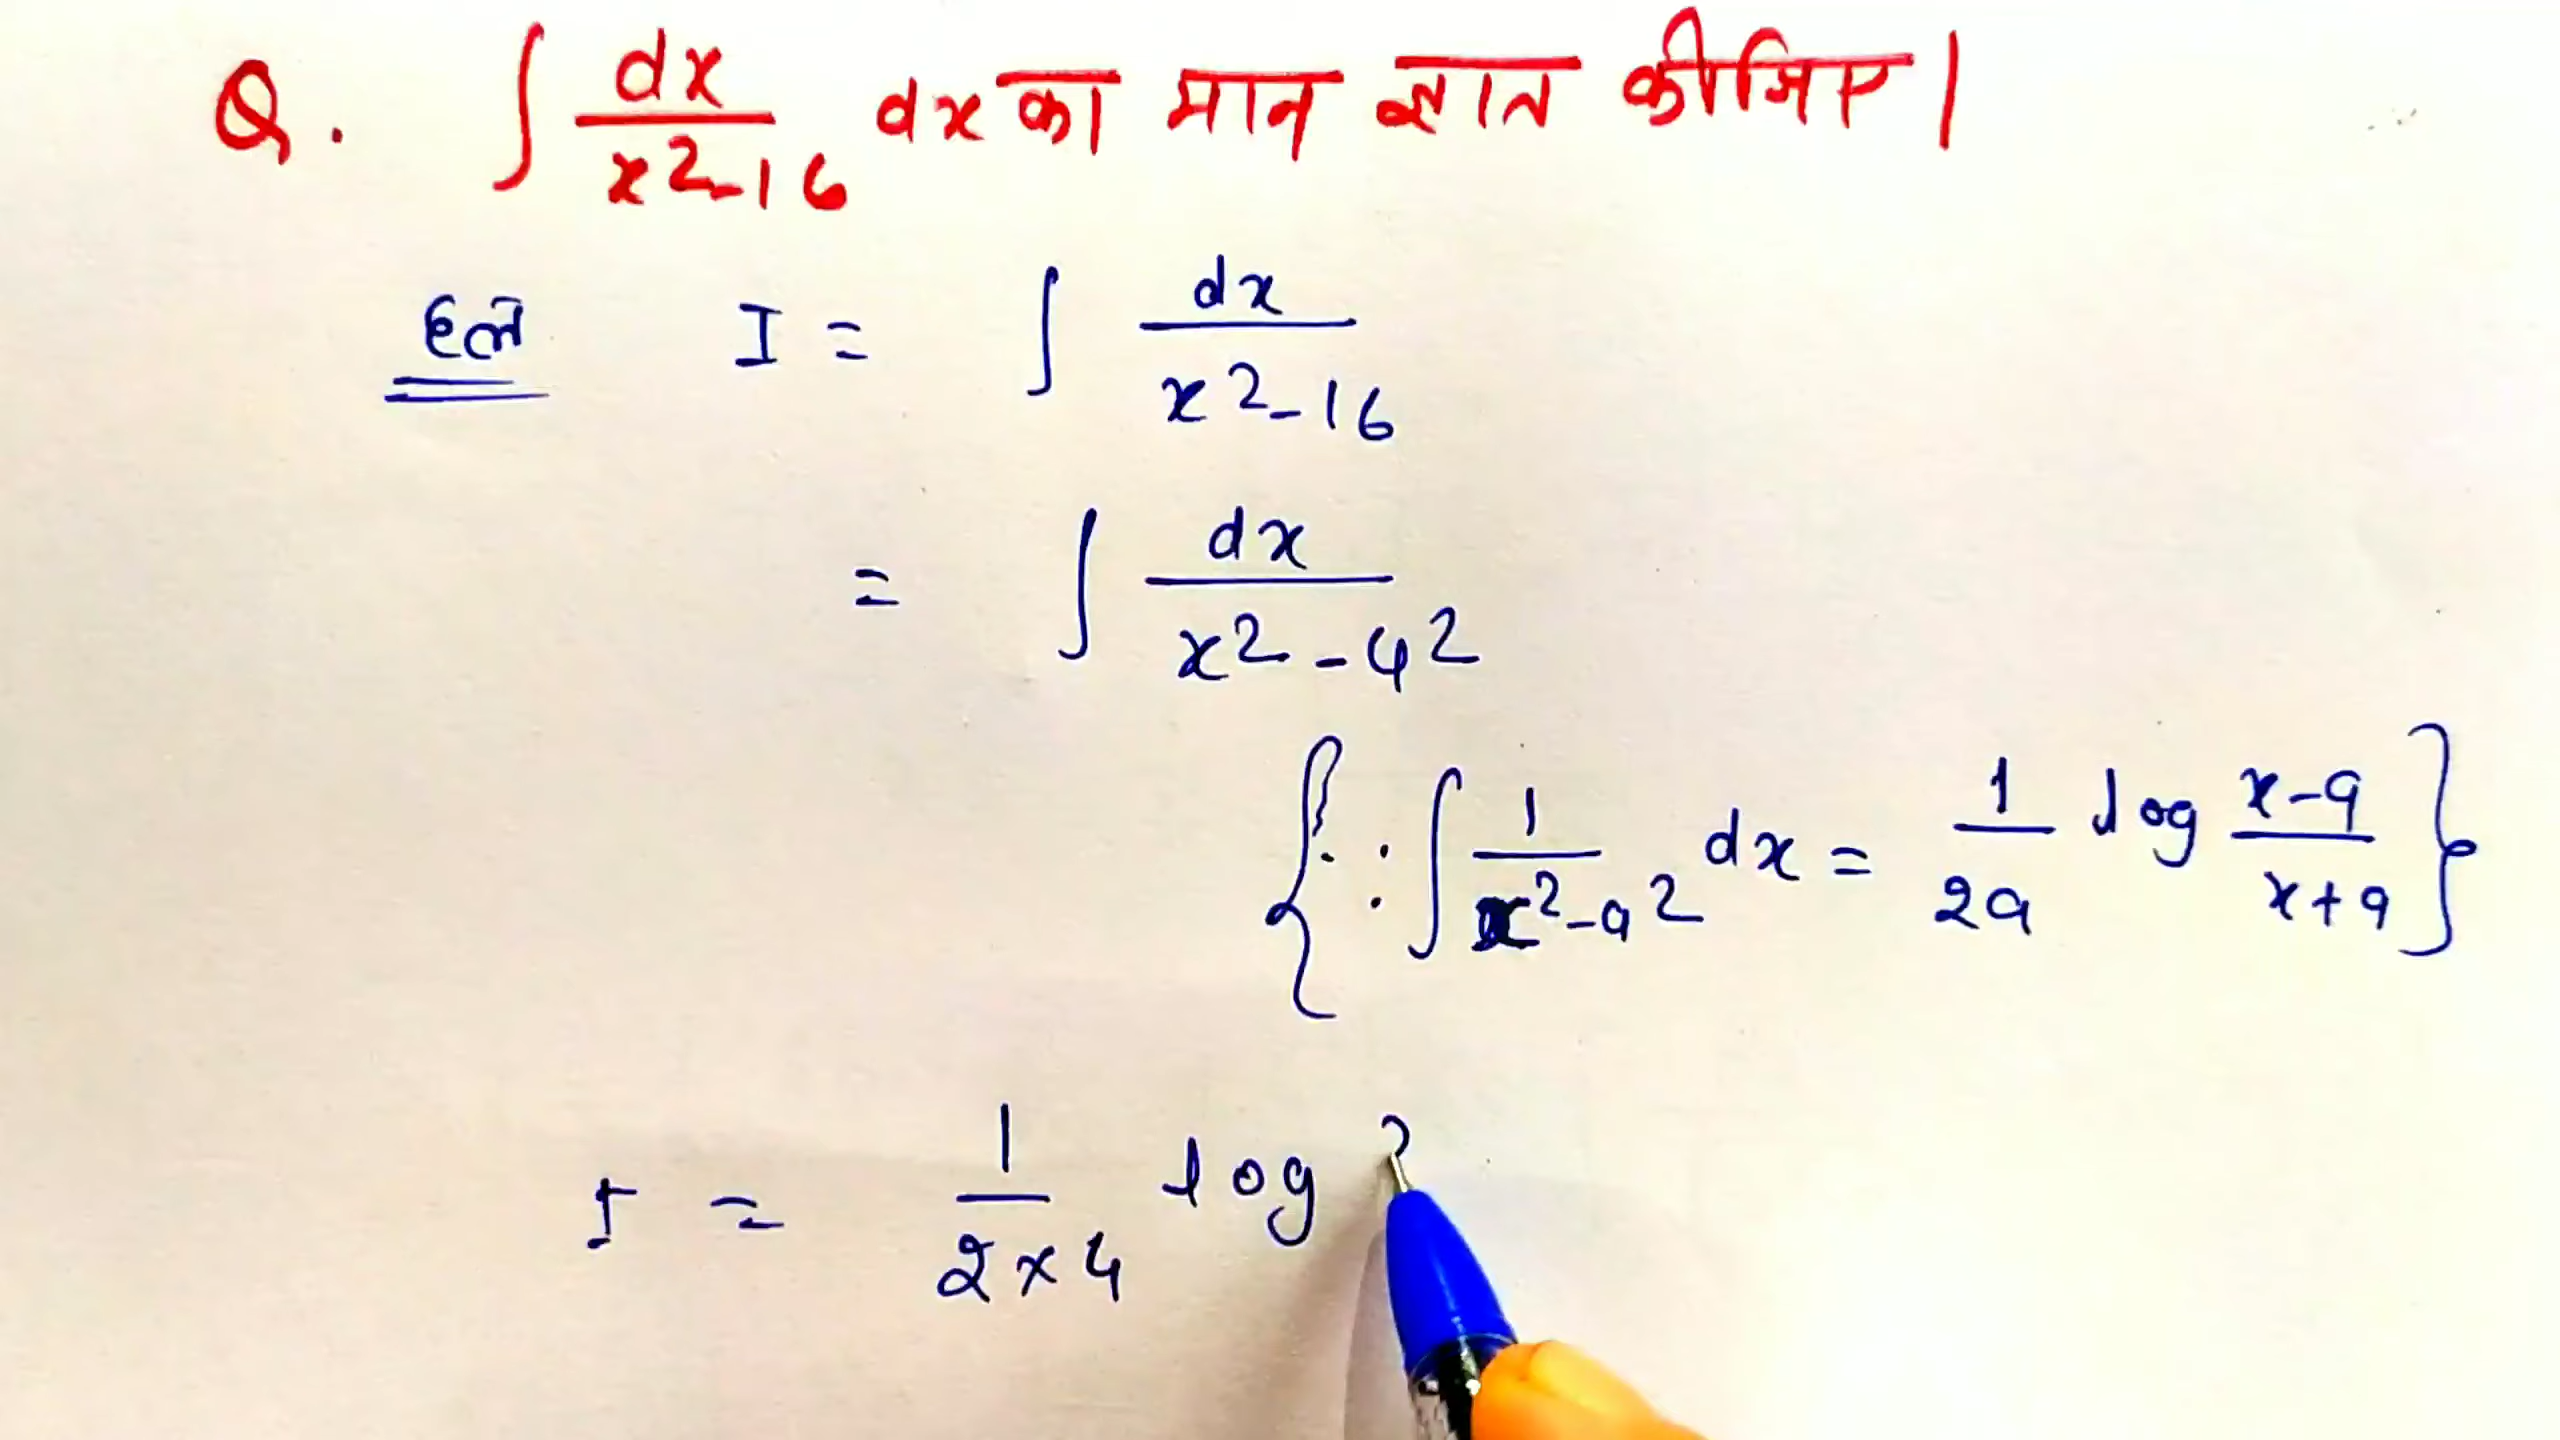 Q. ∫ dx / x²-16 dx का मान ज्ञात कीजिए।
हल I = ∫ dx / x²-16
= ∫ dx / x²-4²
{∵ ∫ 1 / x²-a² dx = 1 / 2a log x-a / x+a}
I = 1 / 2×4 log